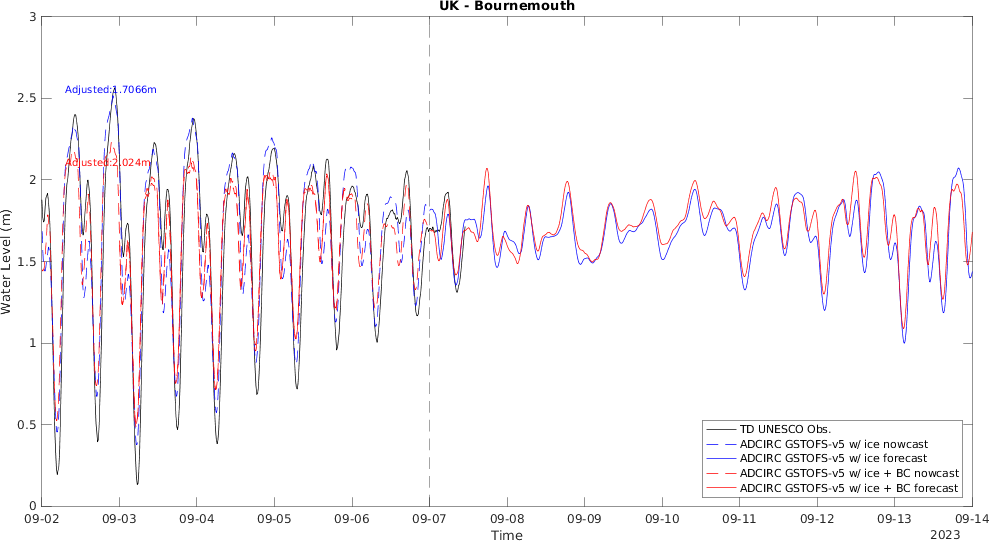 UK - Bournemouth
3
2.5
2
1.5
1
0.5
0
Water Level (m)
Adjusted:1.7066m
Adjusted:2.024m
TD UNESCO Obs.
ADCIRC GSTOFS-v5 w/ ice nowcast
ADCIRC GSTOFS-v5 w/ ice forecast
ADCIRC GSTOFS-v5 w/ ice + BC nowcast
ADCIRC GSTOFS-v5 w/ ice + BC forecast
09-02 09-03 09-04 09-05 09-06 09-07 09-08 09-09 09-10 09-11 09-12 09-13 09-14
Time
2023